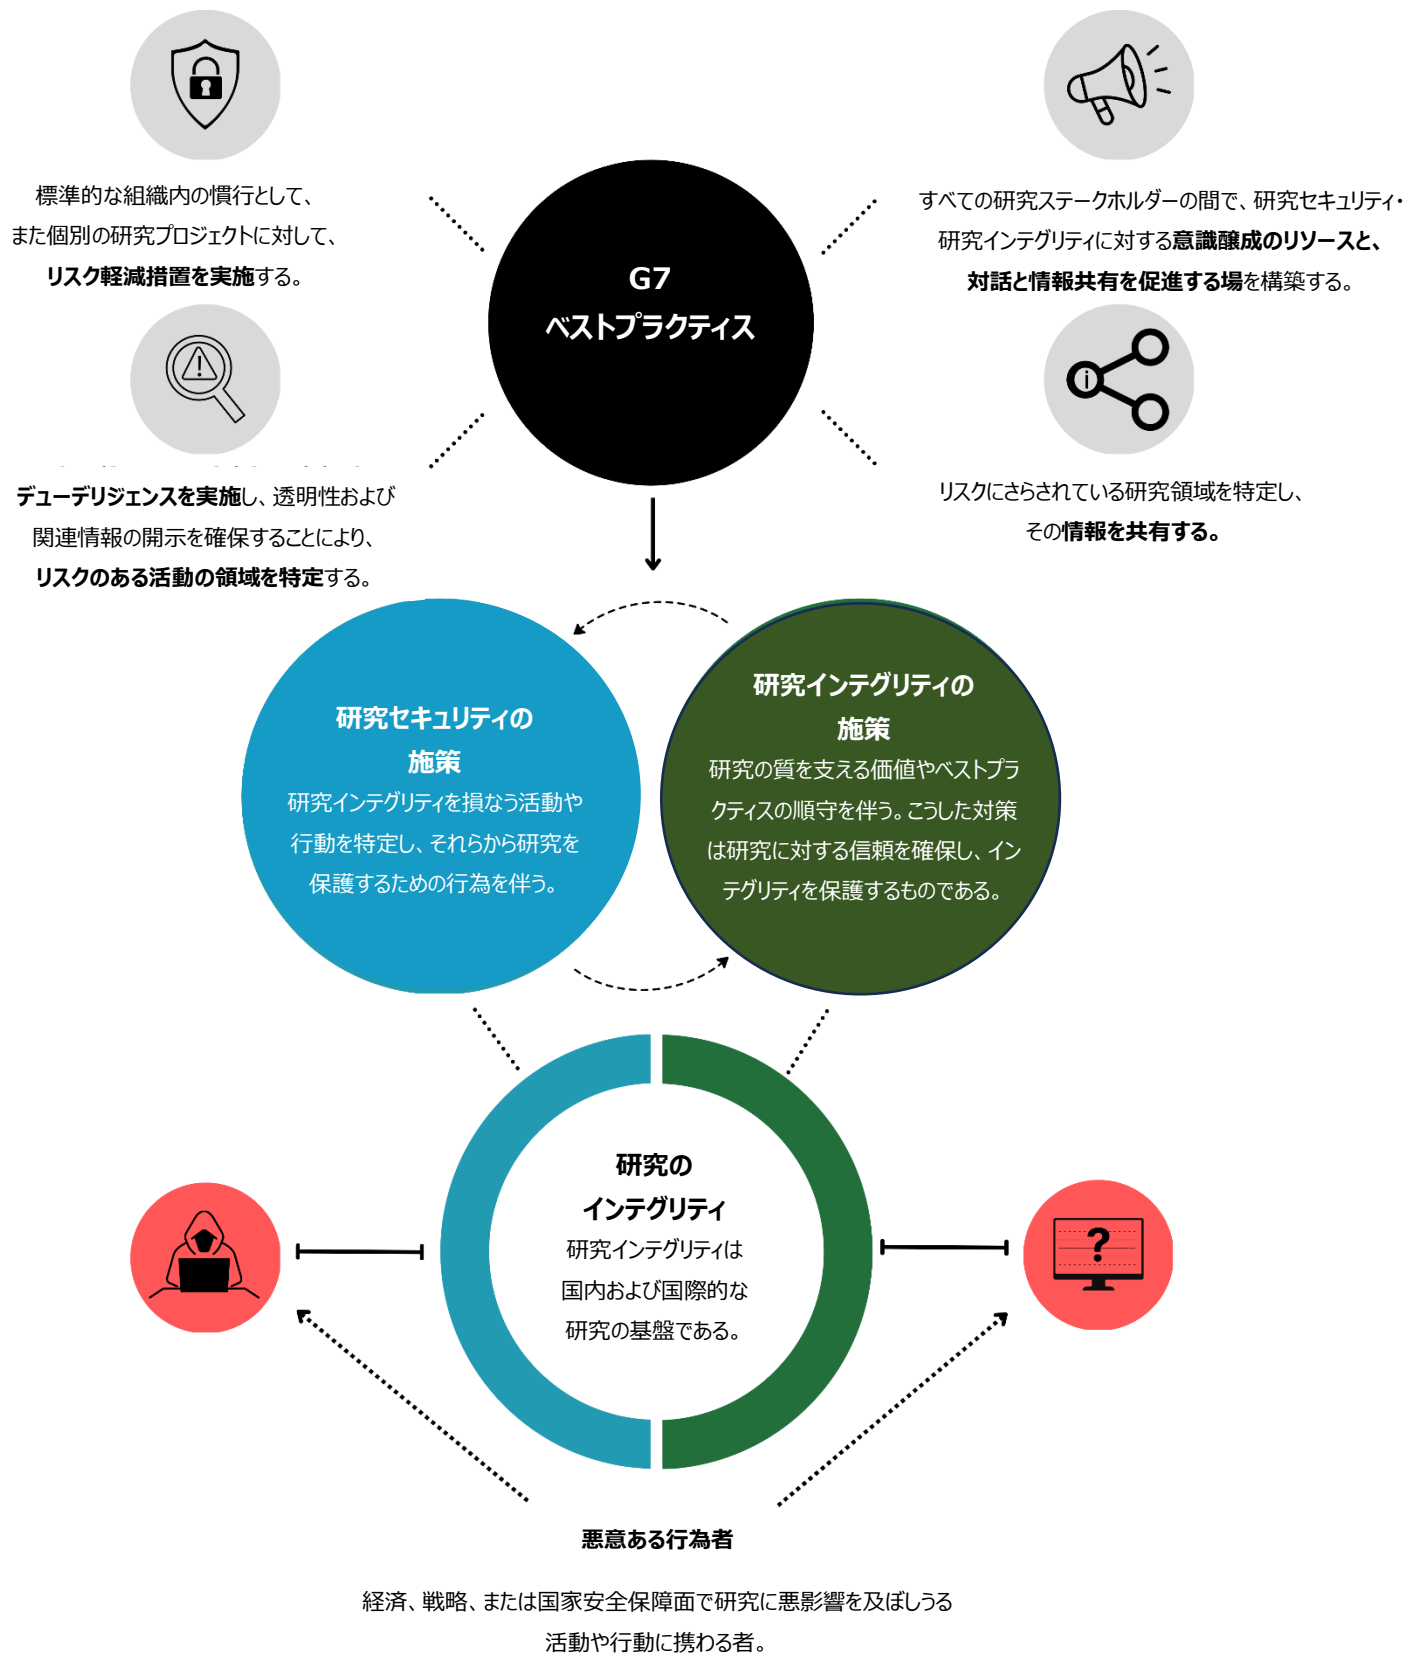 標準的な組織内の慣行として、
また個別の研究プロジェクトに対して、
リスク軽減措置を実施する。
すべての研究ステークホルダーの間で、研究セキュリティ・
研究インテグリティに対する意識醸成のリソースと、
対話と情報共有を促進する場を構築する。
G7
ベストプラクティス
デューデリジェンスを実施し、透明性および
関連情報の開示を確保することにより、
リスクのある活動の領域を特定する。
i
リスクにさらされている研究領域を特定し、
その情報を共有する。
研究セキュリティの
施策
研究インテグリティを損なう活動や
行動を特定し、それらから研究を
保護するための行為を伴う。
研究インテグリティの
施策
研究の質を支える価値やベストプラ
クティスの順守を伴う。こうした対策
は研究に対する信頼を確保し、イン
テグリティを保護するものである。
研究の
インテグリティ
研究インテグリティは
国内および国際的な
研究の基盤である。
?
悪意ある行為者
経済、戦略、または国家安全保障面で研究に悪影響を及ぼしうる
活動や行動に携わる者。